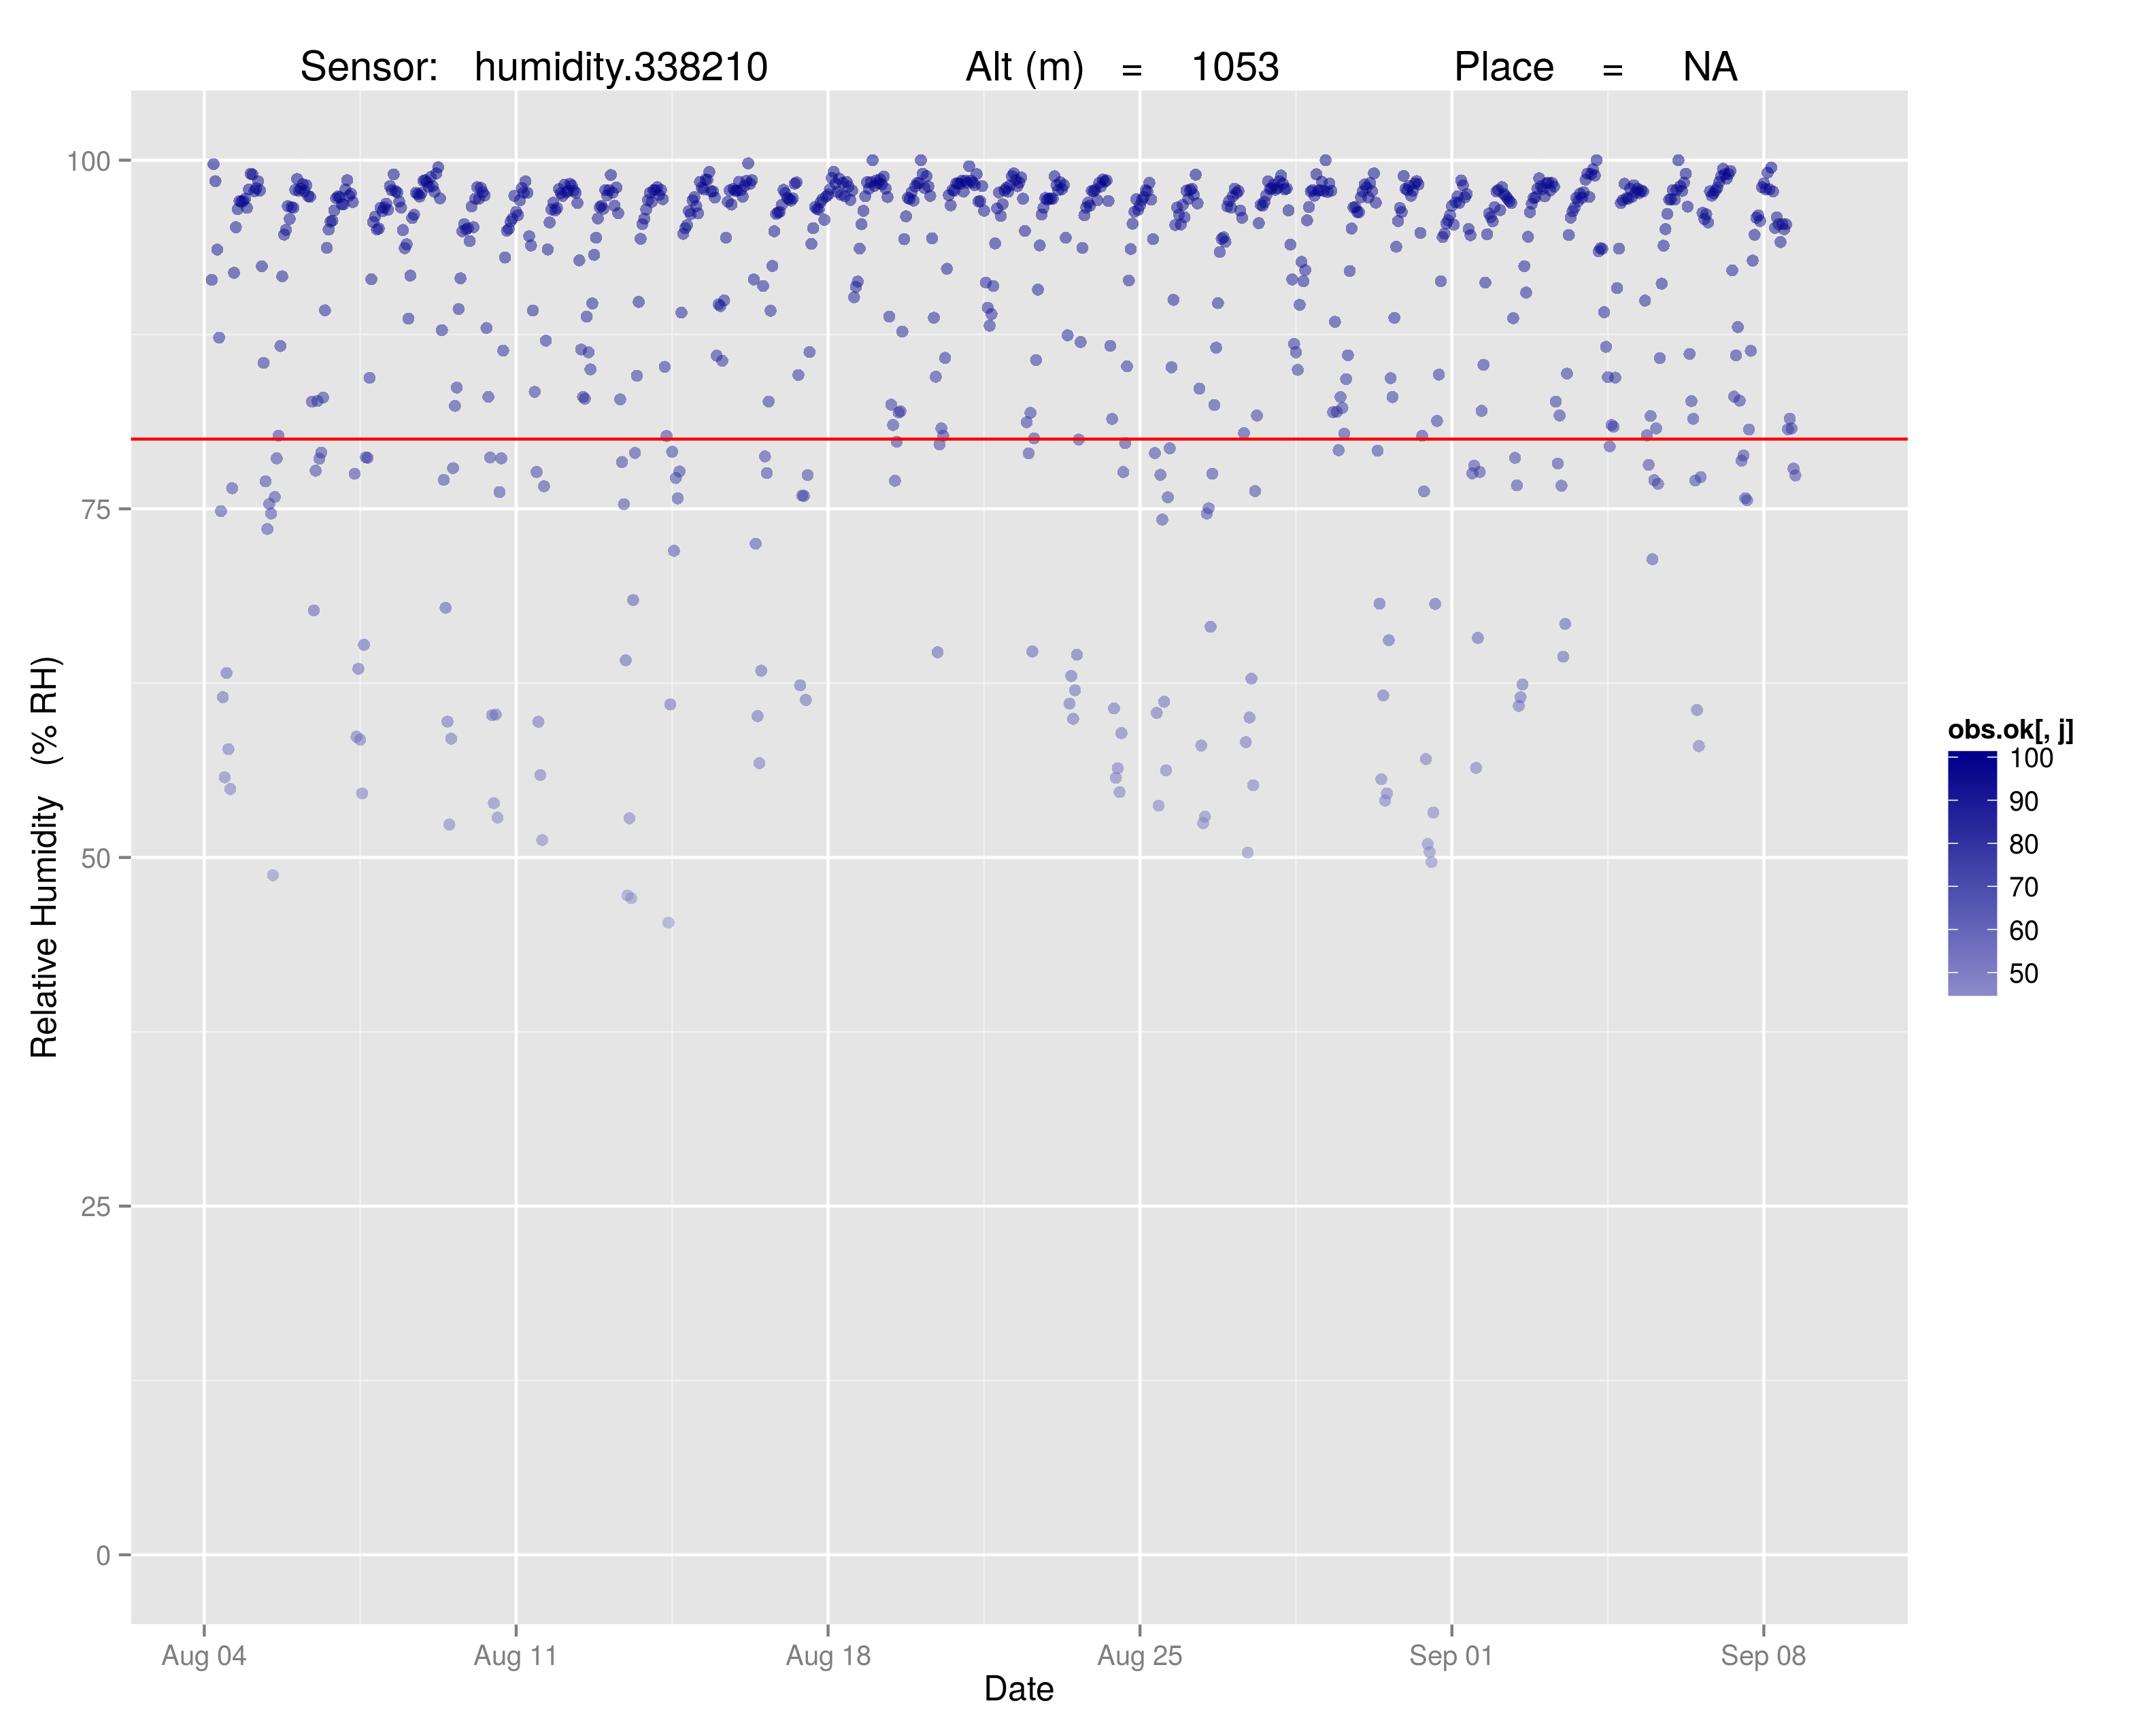 Sensor: humidity.338210 Alt (m) = 1053 Place = NA
100
75
50
25
0
Relative Humidity (% RH)
Aug 04 Aug 11 Aug 18 Aug 25 Sep 01 Sep 08
Date
obs.ok[, j]
100
90
80
70
60
50